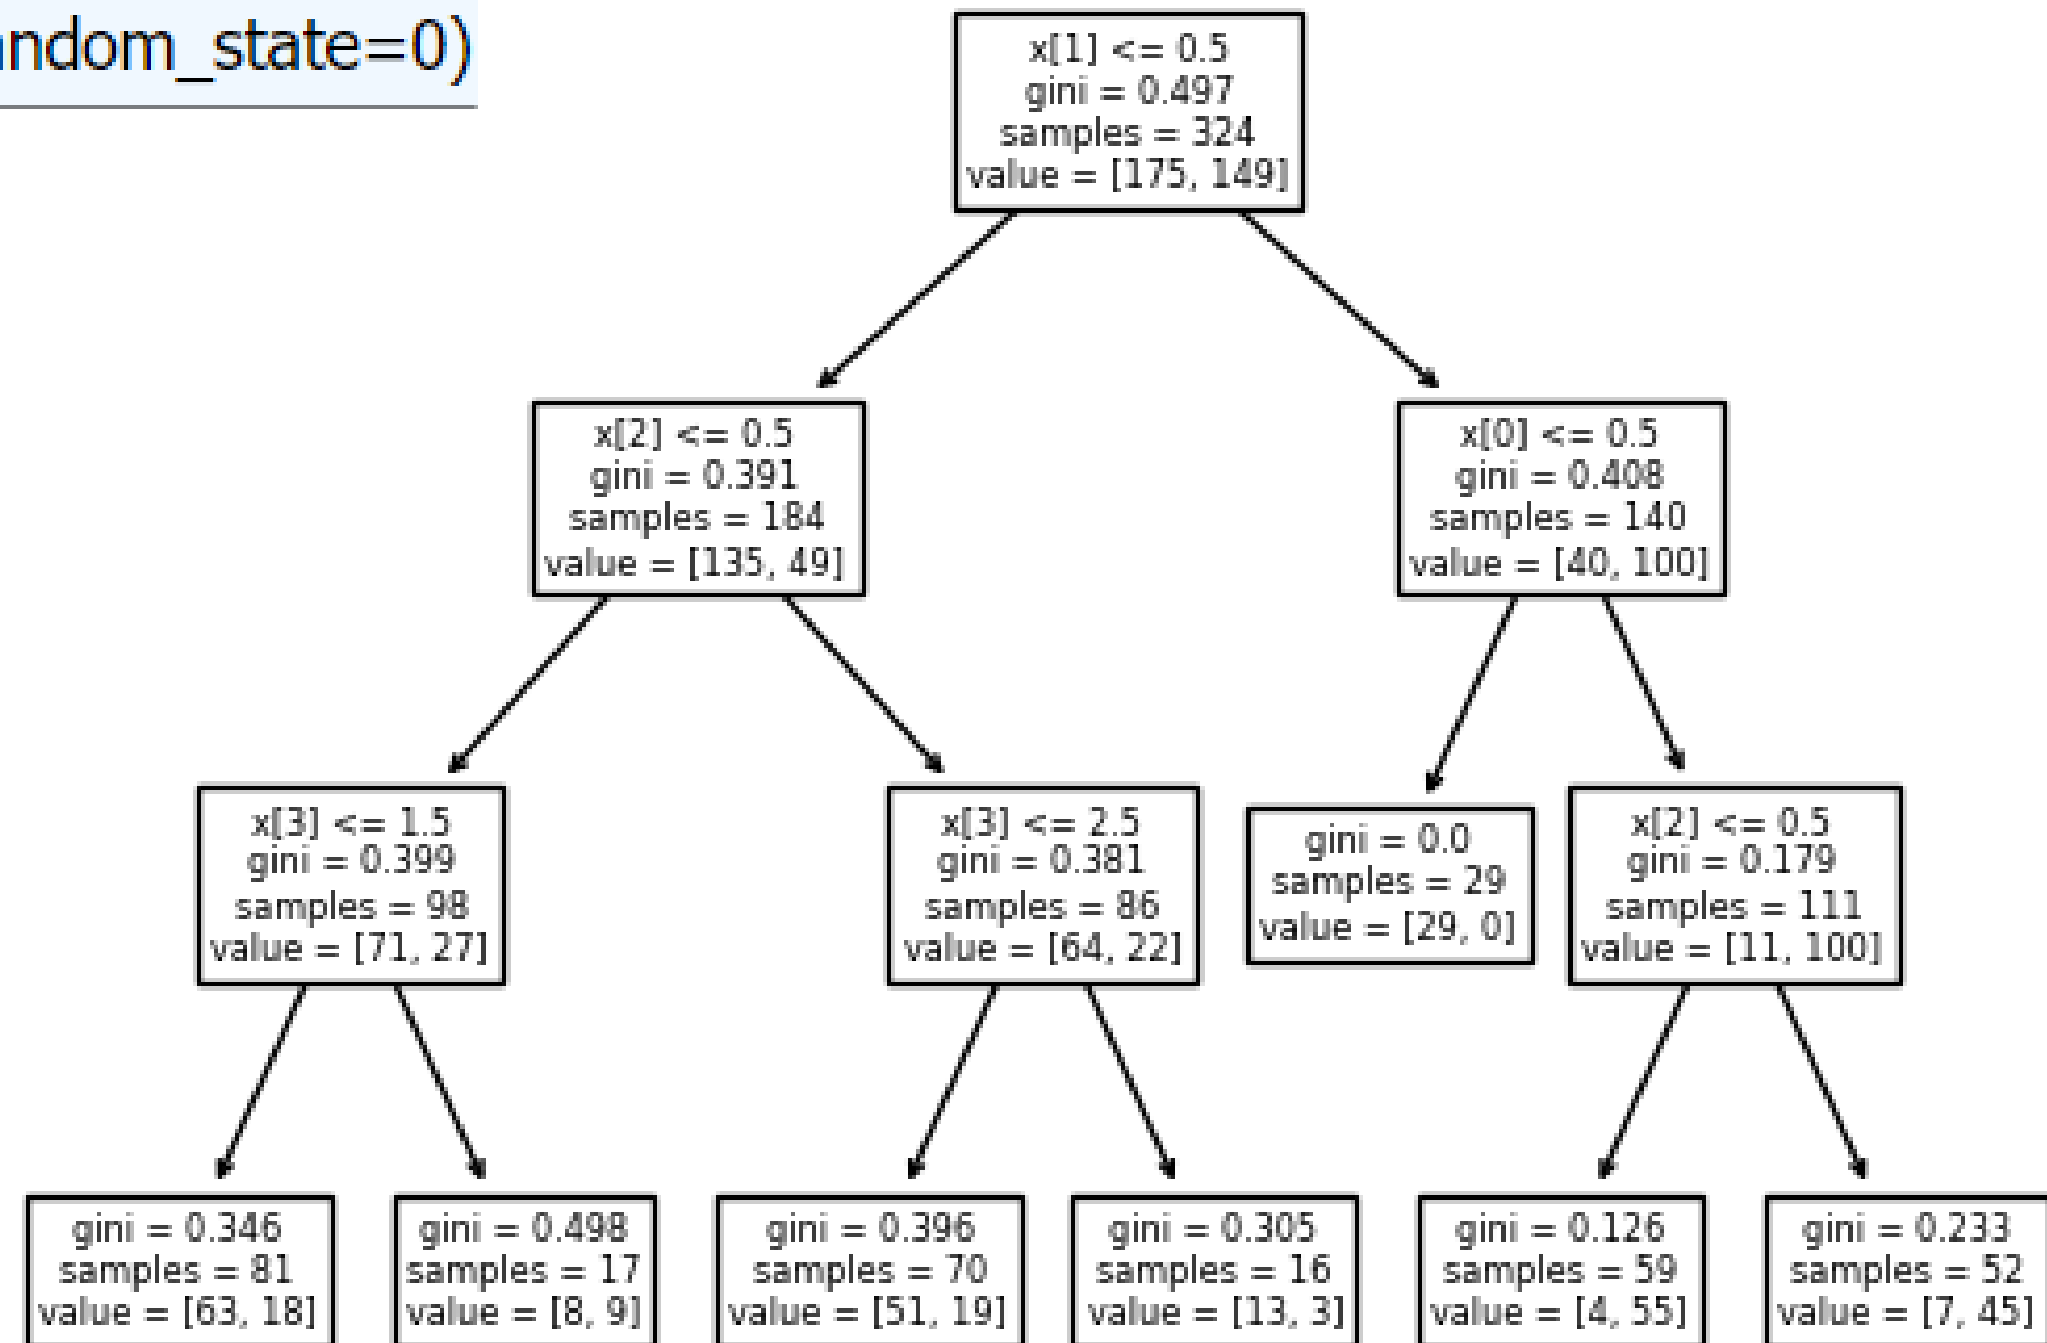 ndom_state=0)
x[1] <= 0.5
gini = 0.497
samples = 324
value = [175, 149]
x[2] <= 0.5
gini = 0.391
samples = 184
value = [135, 49]
x[0] <= 0.5
gini = 0.408
samples = 140
value = [40, 100]
x[3] <= 1.5
gini = 0.399
samples = 98
value = [71, 27]
x[3] <= 2.5
gini = 0.381
samples = 86
value = [64, 22]
gini = 0.0
samples = 29
value = [29, 0]
x[2] <= 0.5
gini = 0.179
samples = 111
value = [11, 100]
gini = 0.346
samples = 81
value = [63, 18]
gini = 0.498
samples = 17
value = [8, 9]
gini = 0.396
samples = 70
value = [51, 19]
gini = 0.305
samples = 16
value = [13, 3]
gini = 0.126
samples = 59
value = [4, 55]
gini = 0.233
samples = 52
value = [7, 45]